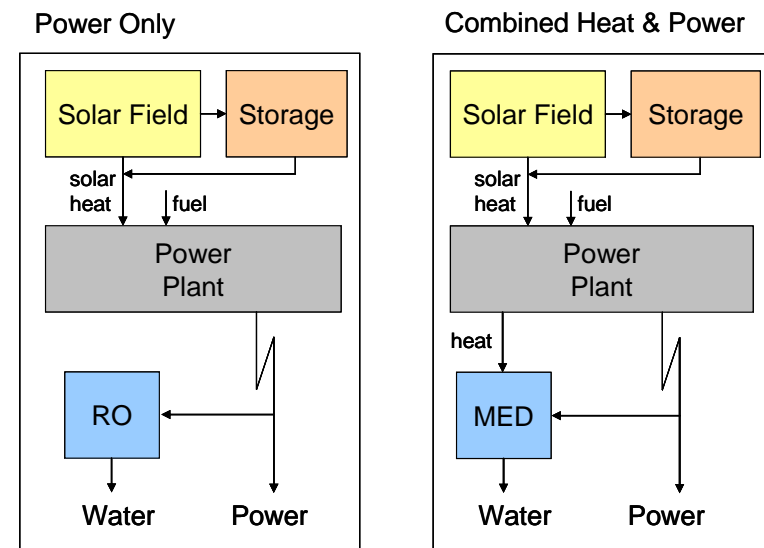 Power Only
Solar Field
Storage
solar
heat
fuel
Power
Plant
RO
Water
Power
Combined Heat & Power
Solar Field
Storage
solar
heat
fuel
Power
Plant
heat
MED
Water
Power